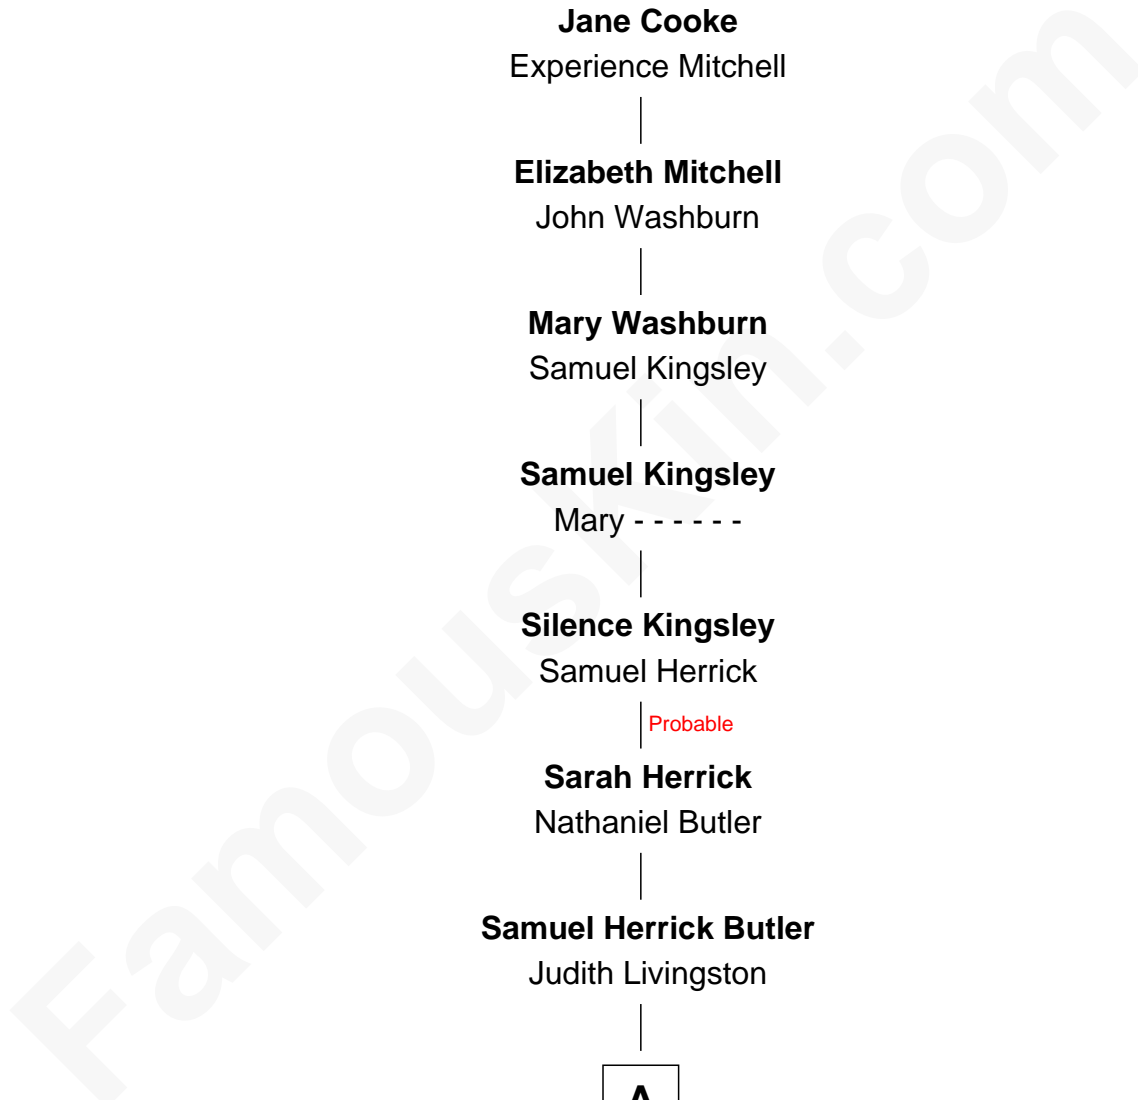 Jane Cooke
Experience Mitchell
Elizabeth Mitchell
John Washburn
Mary Washburn
Samuel Kingsley
Samuel Kingsley
Mary - - - - - -
Silence Kingsley
Samuel Herrick
Probable
Sarah Herrick
Nathaniel Butler
Samuel Herrick Butler
Judith Livingston
A
FamousKin.com